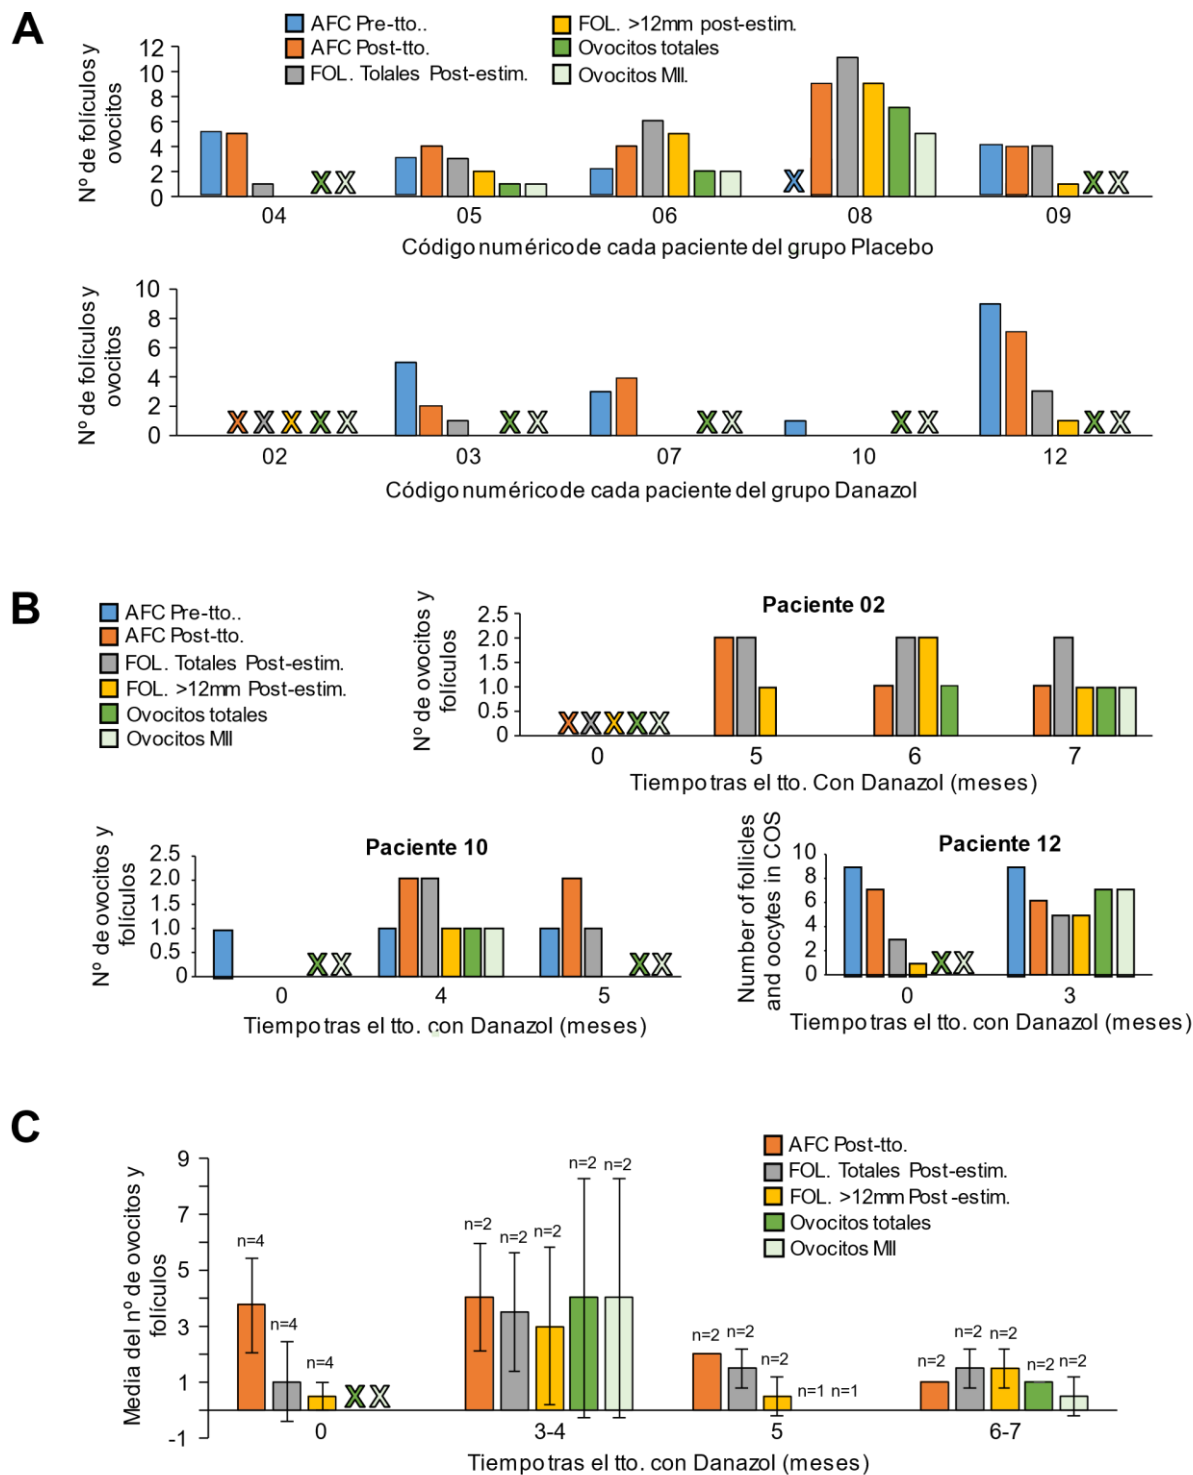 A
AFC Pre-tto..
AFC Post-tto.
FOL. Tolales Post-estim.
FOL. >12mm post-estim.
Ovocitos totales
Ovocitos MII.
Nº de folículos y
ovocitos
12
10
8
6
4
2
0
X X
X
X X
04 05 06 08 09
Código numérico de cada paciente del grupo Placebo
Nº de folículos y
ovocitos
10
8
6
4
2
0
X X X X X
X X
X X
X X
X X
02 03 07 10 12
Código numérico de cada paciente del grupo Danazol
B
AFC Pre-tto..
AFC Post-tto.
FOL. Totales Post-estim.
FOL. >12mm Post-estim.
Ovocitos totales
Ovocitos MII
Paciente 02
Nº de ovocitos y
folículos
2.5
2.0
1.5
1.0
0.5
0
X X X X X
0 5 6 7
Tiempo tras el tto. Con Danazol (meses)
Paciente 10
Nº de ovocitos y
folículos
2.5
2.0
1.5
1.0
0.5
0
X X
X X
0 4 5
Tiempo tras el tto. con Danazol (meses)
Paciente 12
Number of follicles
and oocytes in COS
10
8
6
4
2
0
X X
0 3
Tiempo tras el tto. con Danazol (meses)
C
AFC Post-tto.
FOL. Totales Post-estim.
FOL. >12mm Post-estim.
Ovocitos totales
Ovocitos MII
Media del nº de ovocitos y
folículos
9
7
5
3
1
-1
n=4
n=4
n=4
X X
n=2
n=2
n=2
n=2
n=2
n=2
n=2
n=2
n=1 n=1
n=2
n=2
n=2
n=2
n=2
0 3-4 5 6-7
Tiempo tras el tto. con Danazol (meses)